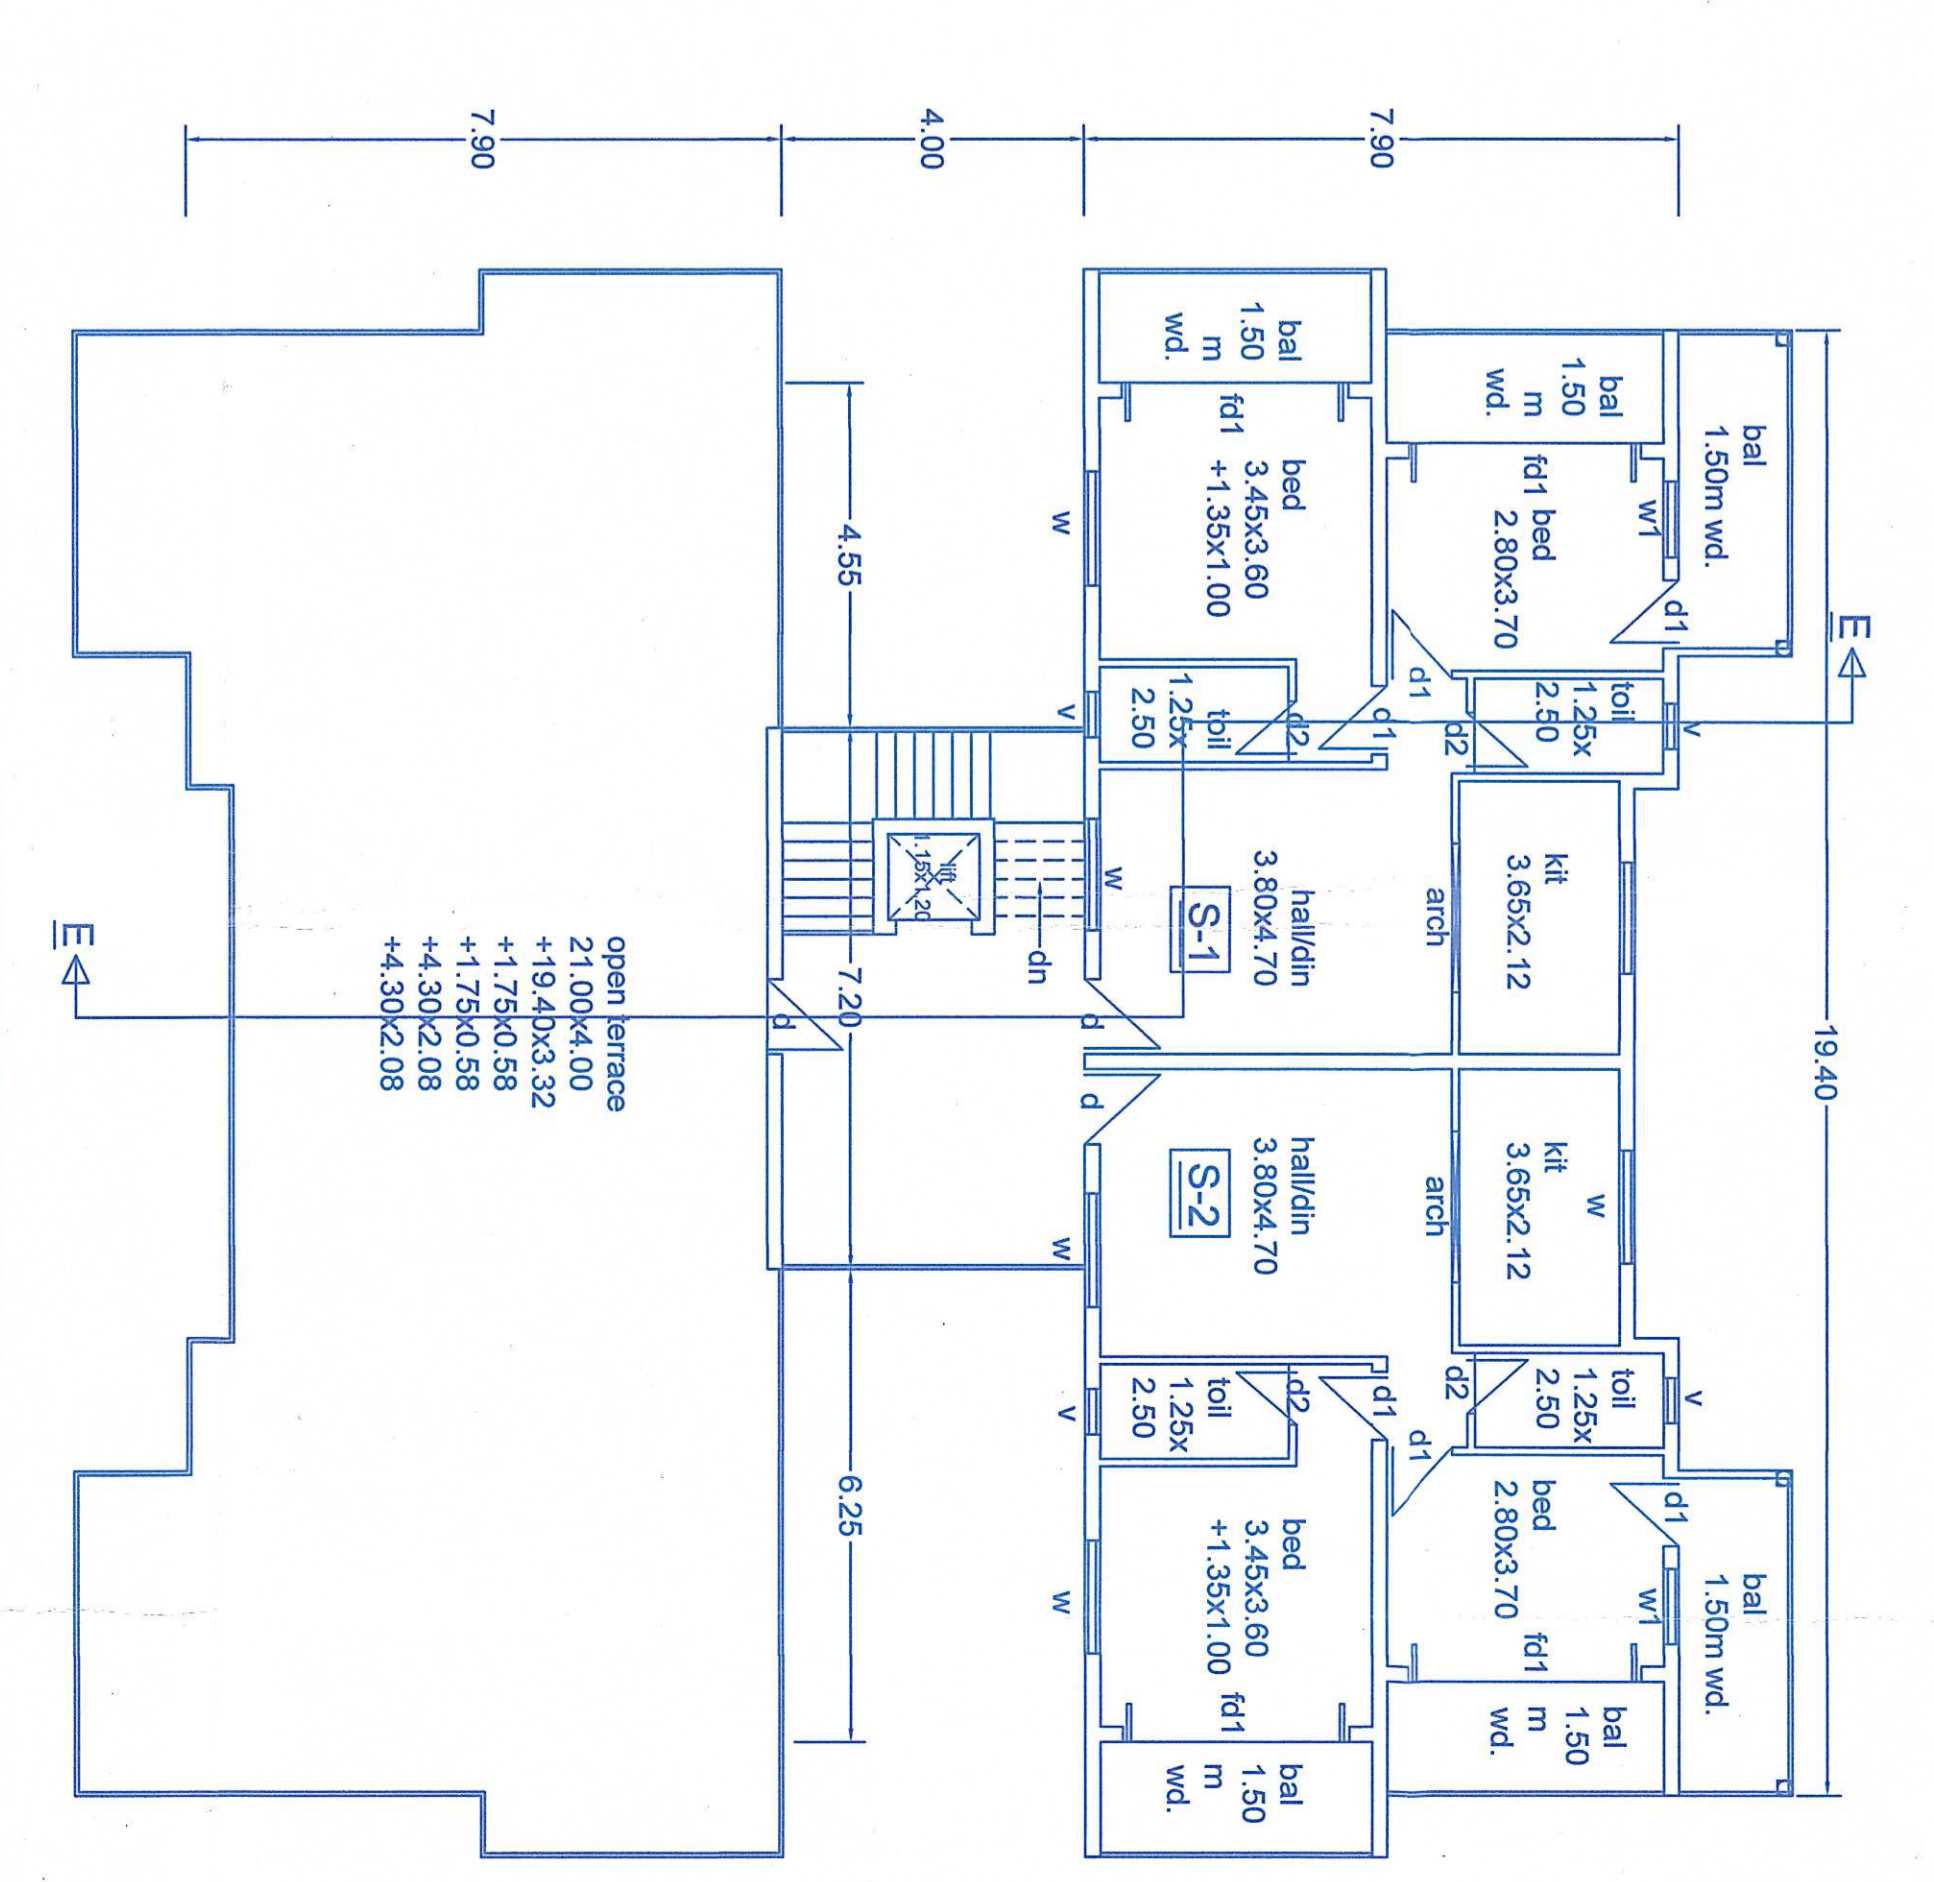 7.90
4.00
7.90
bal
1.50
m
wd.
bal
1.50
m
wd.
bal
1.50m wd.
fd1
bed
3.45x3.60
+1.35x1.00
fd1 bed
2.80x3.70
w1
d1
E
w
4.55
d1
d1
v
toil
1.25x
2.50
d2
d2
toil
1.25x
2.50
v
lift
1.15x1.20
w
dn
S-1
hall/din
3.80x4.70
arch
kit
3.65x2.12
E
7.20
d
d
19.40
open terrace
21.00x4.00
+19.40x3.32
+1.75x0.58
+1.75x0.58
+4.30x2.08
+4.30x2.08
d
S-2
hall/din
3.80x4.70
arch
kit
3.65x2.12
w
w
v
toil
1.25x
2.50
d2
d1
d1
d2
toil
1.25x
2.50
v
6.25
w
bed
3.45x3.60
+1.35x1.00
fd1
bed
2.80x3.70
fd1
w1
d1
bal
1.50m wd.
bal
1.50
m
wd.
bal
1.50
m
wd.